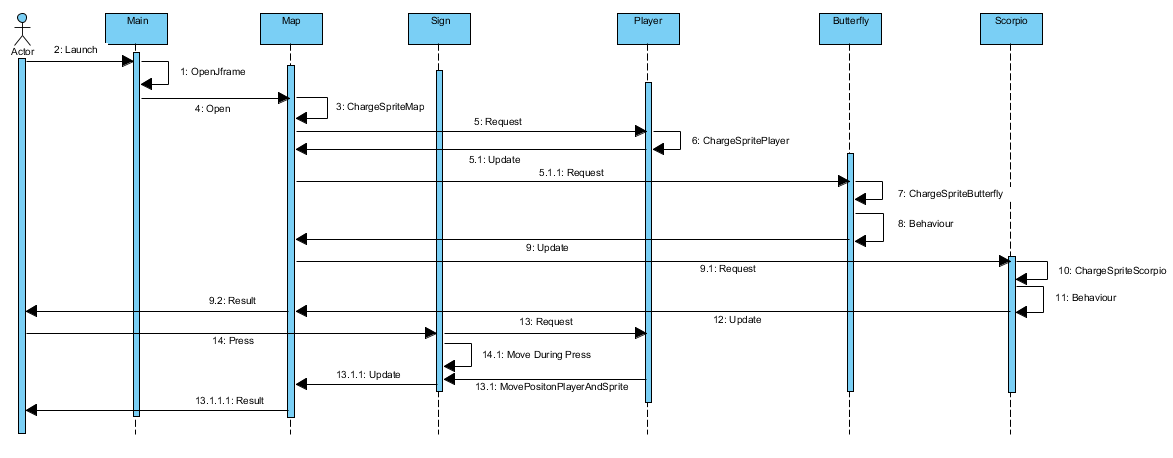 Main
Map
Sign
Player
Butterfly
Scorpio
Actor
2: Launch
1: OpenJframe
4: Open
3: ChargeSpriteMap
5: Request
6: ChargeSpritePlayer
5.1: Update
5.1.1: Request
7: ChargeSpriteButterfly
8: Behaviour
9: Update
9.1: Request
10: ChargeSpriteScorpio
11: Behaviour
9.2: Result
12: Update
13: Request
14: Press
14.1: Move During Press
13.1.1: Update
13.1: MovePositonPlayerAndSprite
13.1.1.1: Result